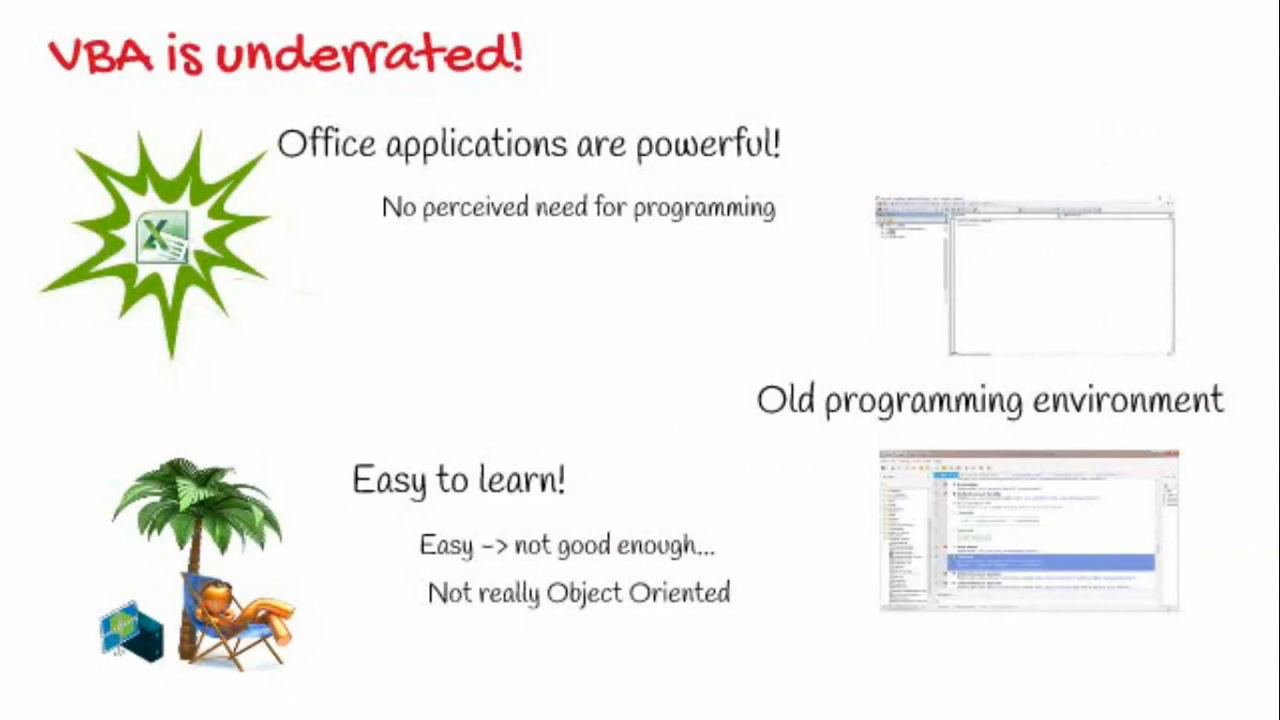 VBA is underrated!
Office applications are powerful!
No perceived need for programming
Old programming environment
Easy to learn!
Easy -> not good enough...
Not really Object Oriented